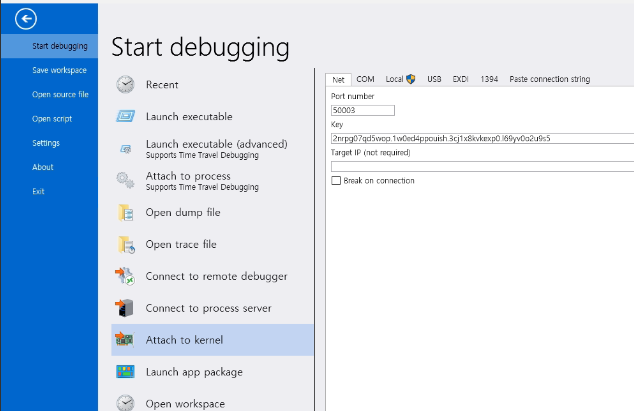 Start debugging
Save workspace
Open source file
Open script
Settings
About
Exit
Start debugging
Recent
Launch executable
Launch executable (advanced)
Supports Time Travel Debugging
Attach to process
Supports Time Travel Debugging
Open dump file
Open trace file
Connect to remote debugger
Connect to process server
Attach to kernel
Launch app package
Open workspace
Net COM Local USB EXDI 1394 Paste connection string
Port number
50003
Key
2nrpg07qd5wop.1w0ed4ppouish.3cj1x8kvkexp0.l69yv0o2u9s5
Target IP (not required)
Break on connection